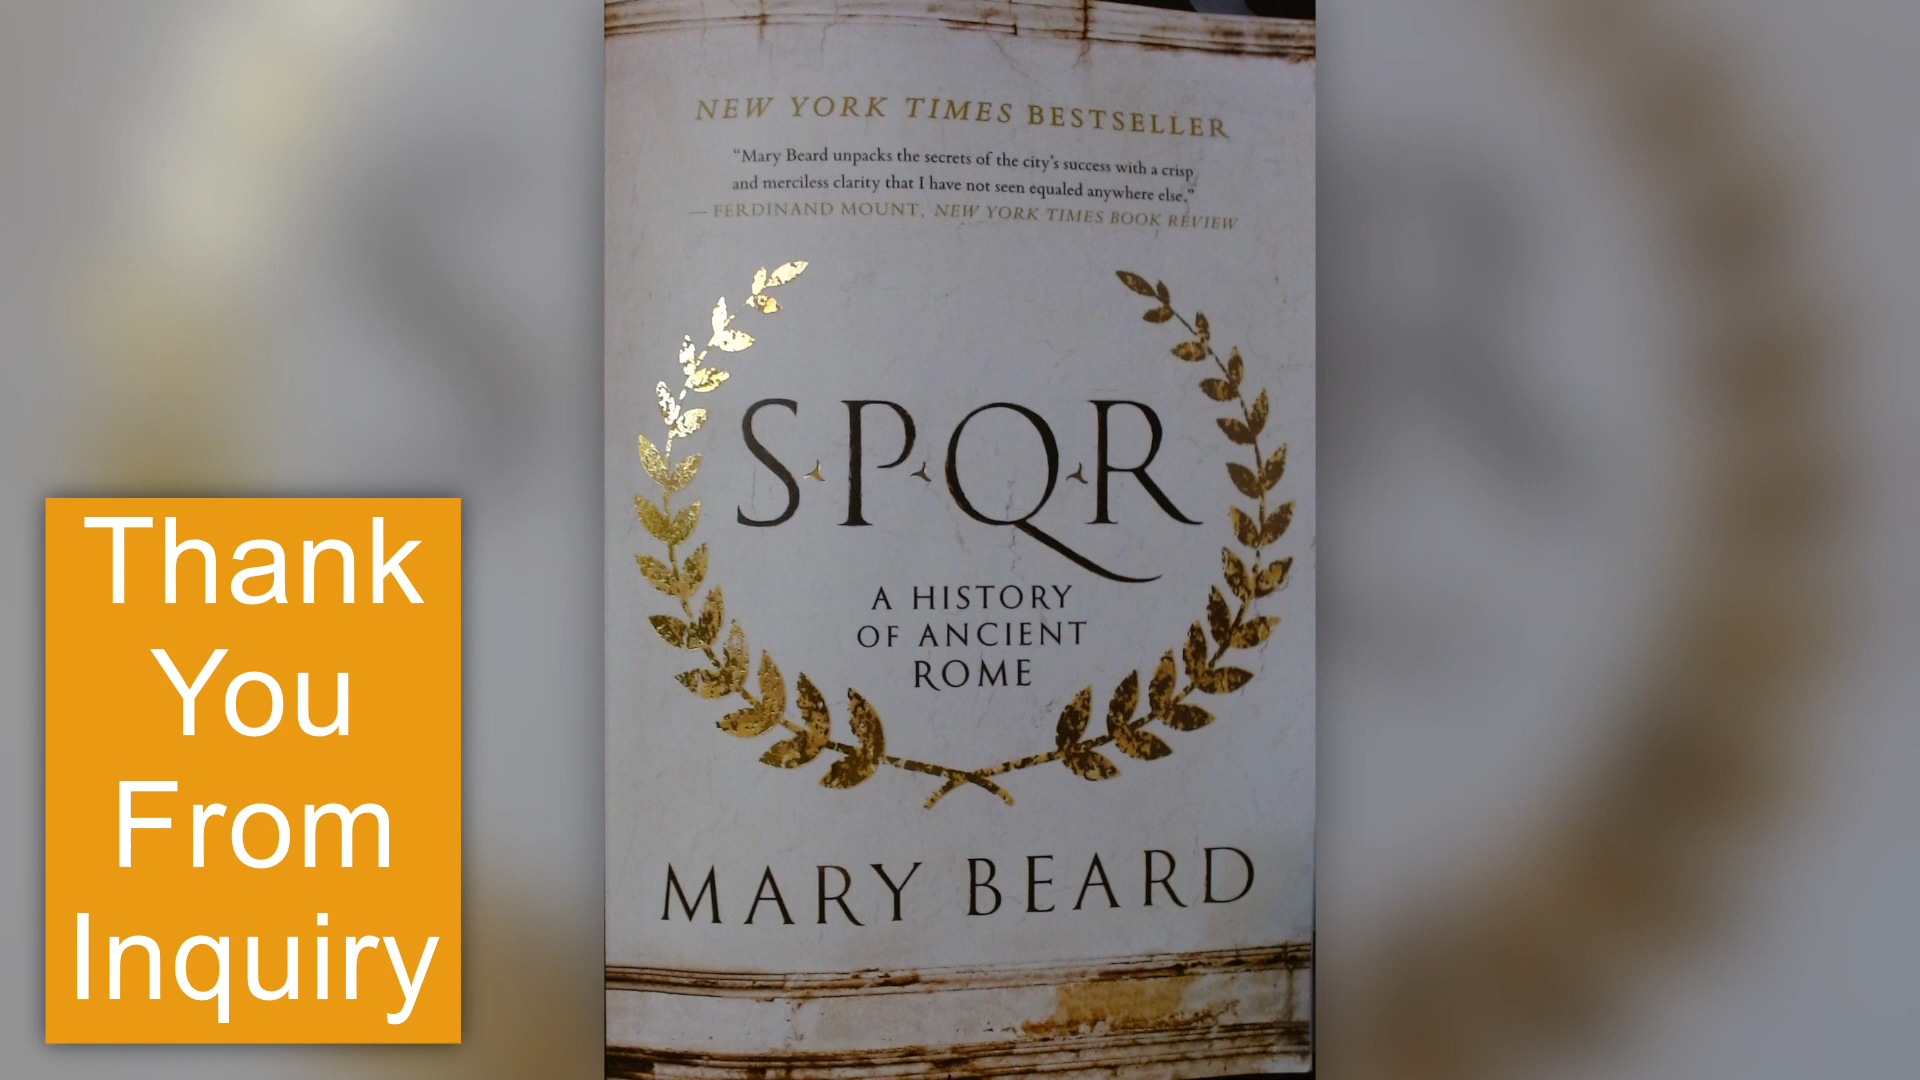 NEW YORK TIMES BESTSELLER
“Mary Beard unpacks the secrets of the city’s success with a crisp
and merciless clarity that I have not seen equaled anywhere else.”
— FERDINAND MOUNT, NEW YORK TIMES BOOK REVIEW
S·P·Q·R
A HISTORY
OF ANCIENT
ROME
MARY BEARD
Thank
You
From
Inquiry